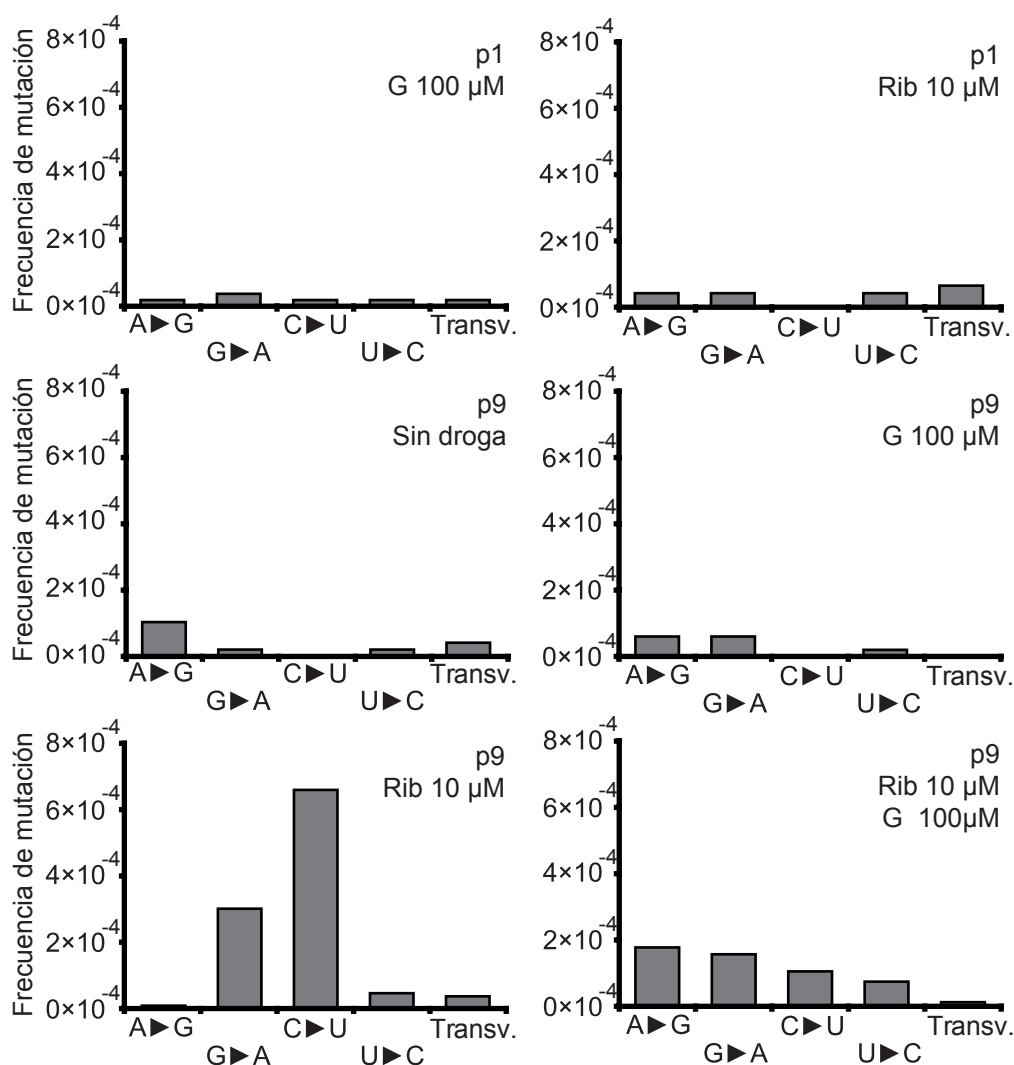 Frecuencia de mutación
8×10-4
6×10-4
4×10-4
2×10-4
0×10-4
p1
G 100 µM
A►G
C►U
Transv.
G►A
U►C
8×10-4
6×10-4
4×10-4
2×10-4
0×10-4
p1
Rib 10 µM
A►G
C►U
Transv.
G►A
U►C
Frecuencia de mutación
8×10-4
6×10-4
4×10-4
2×10-4
0×10-4
p9
Sin droga
A►G
C►U
Transv.
G►A
U►C
8×10-4
6×10-4
4×10-4
2×10-4
0×10-4
p9
G 100 µM
A►G
C►U
Transv.
G►A
U►C
Frecuencia de mutación
8×10-4
6×10-4
4×10-4
2×10-4
0×10-4
p9
Rib 10 µM
A►G
C►U
Transv.
G►A
U►C
8×10-4
6×10-4
4×10-4
2×10-4
0×10-4
p9
Rib 10 µM
G 100µM
A►G
C►U
Transv.
G►A
U►C